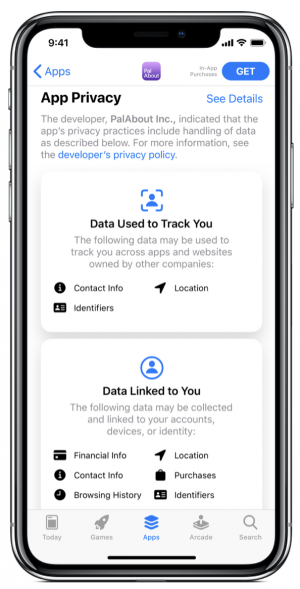 9:41
Apps
Pal
About
In-App
Purchases
GET
App Privacy
See Details
The developer, PalAbout Inc., indicated that the
app's privacy practices include handling of data
as described below. For more information, see
the developer's privacy policy.
Data Used to Track You
The following data may be used to
track you across apps and websites
owned by other companies:
Contact Info
Location
Identifiers
Data Linked to You
The following data may be collected
and linked to your accounts,
devices, or identity:
Financial Info
Location
Contact Info
Purchases
Browsing History
Identifiers
Today
Games
Apps
Arcade
Search